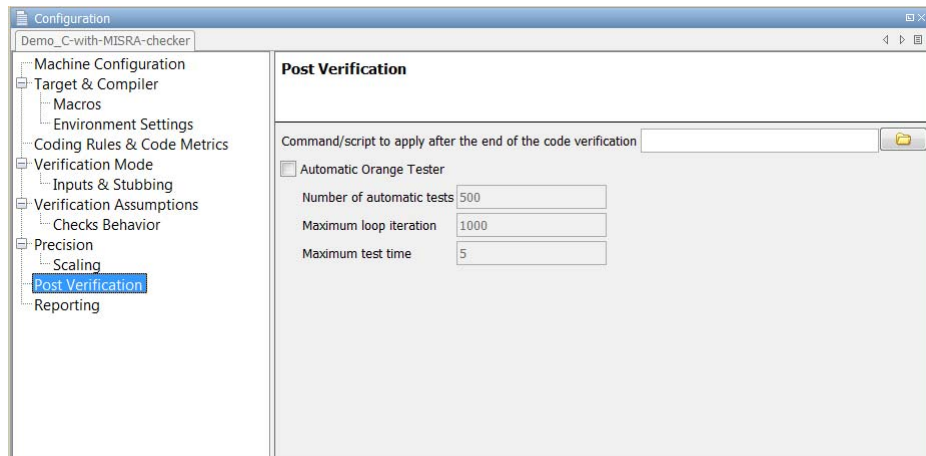 Configuration
Demo_C-with-MISRA-checker
Machine Configuration
Target & Compiler
Macros
Environment Settings
Coding Rules & Code Metrics
Verification Mode
Inputs & Stubbing
Verification Assumptions
Checks Behavior
Precision
Scaling
Post Verification
Reporting
Post Verification
Command/script to apply after the end of the code verification
Automatic Orange Tester
Number of automatic tests 500
Maximum loop iteration 1000
Maximum test time 5